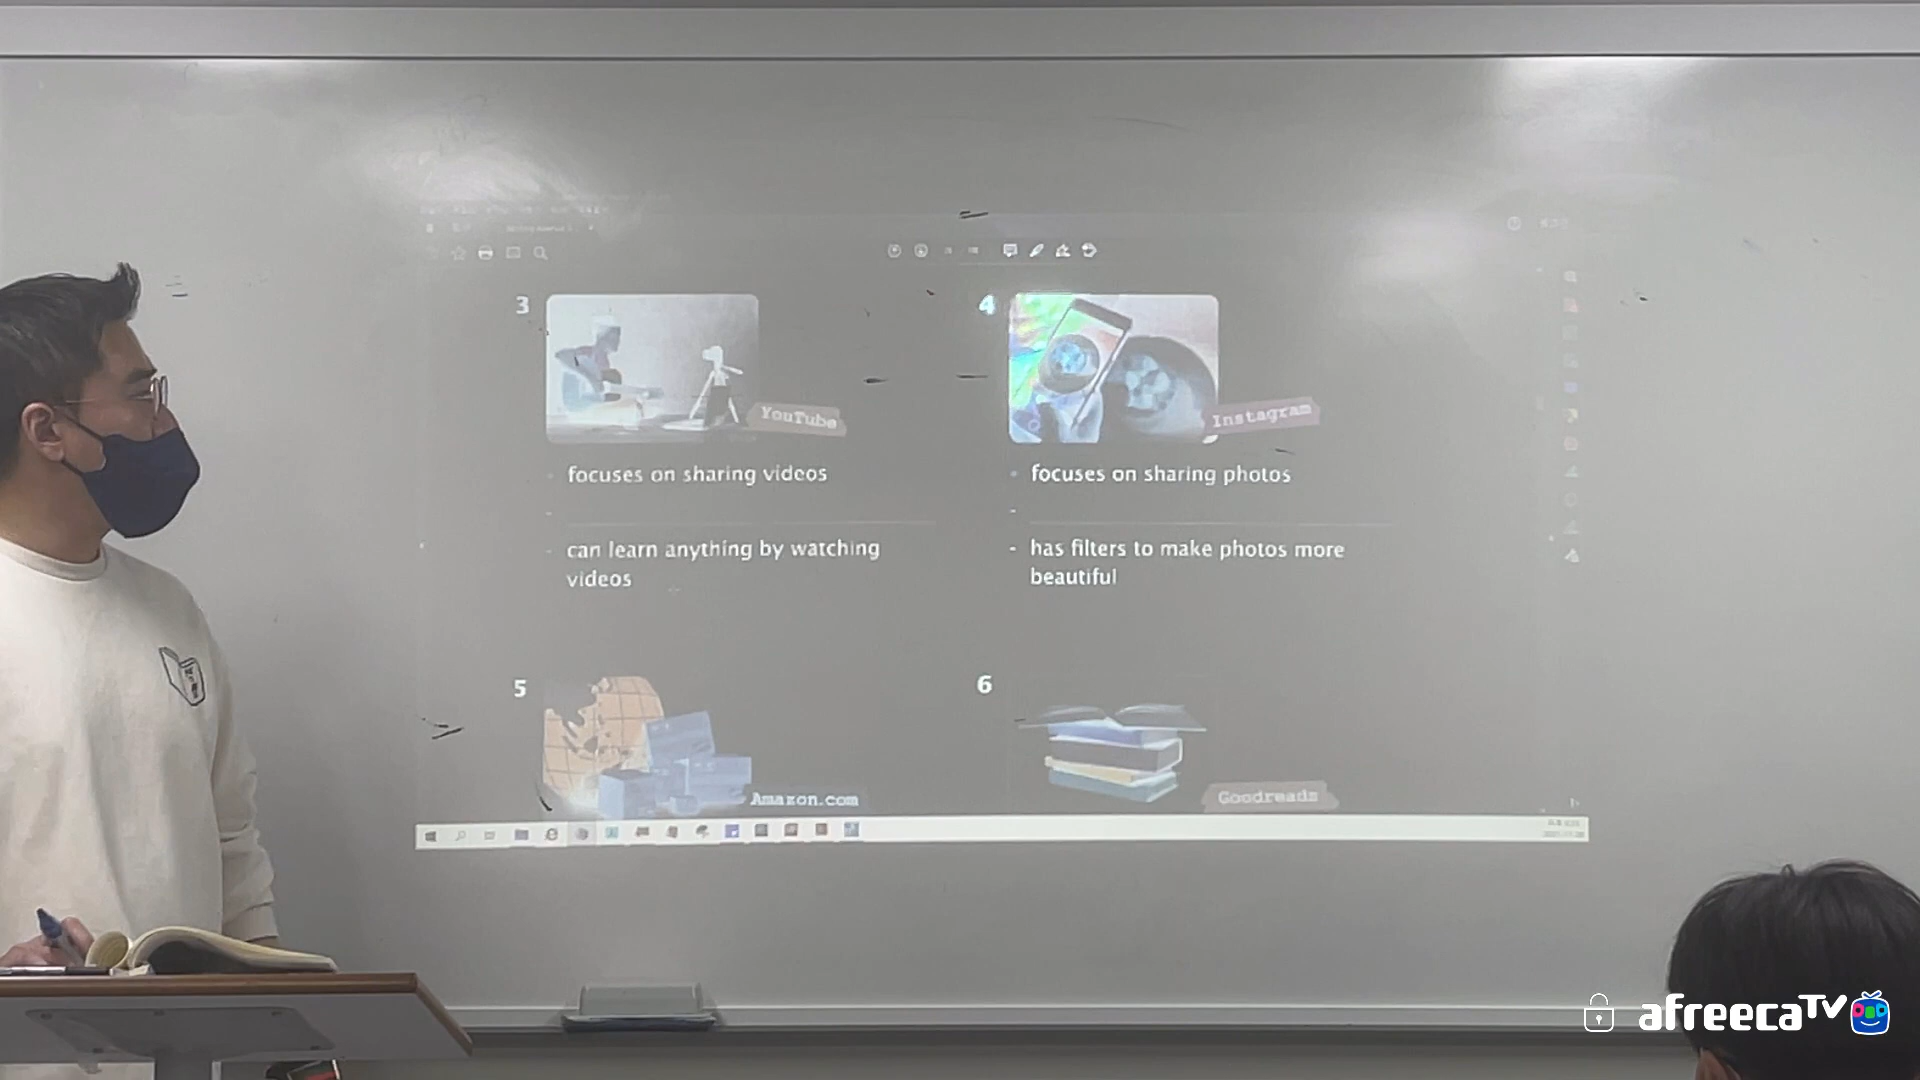 3
YouTube
focuses on sharing videos
can learn anything by watching
videos
4
Instagram
focuses on sharing photos
- has filters to make photos more
beautiful
5
Amazon.com
6
Goodreads
afreecaTV